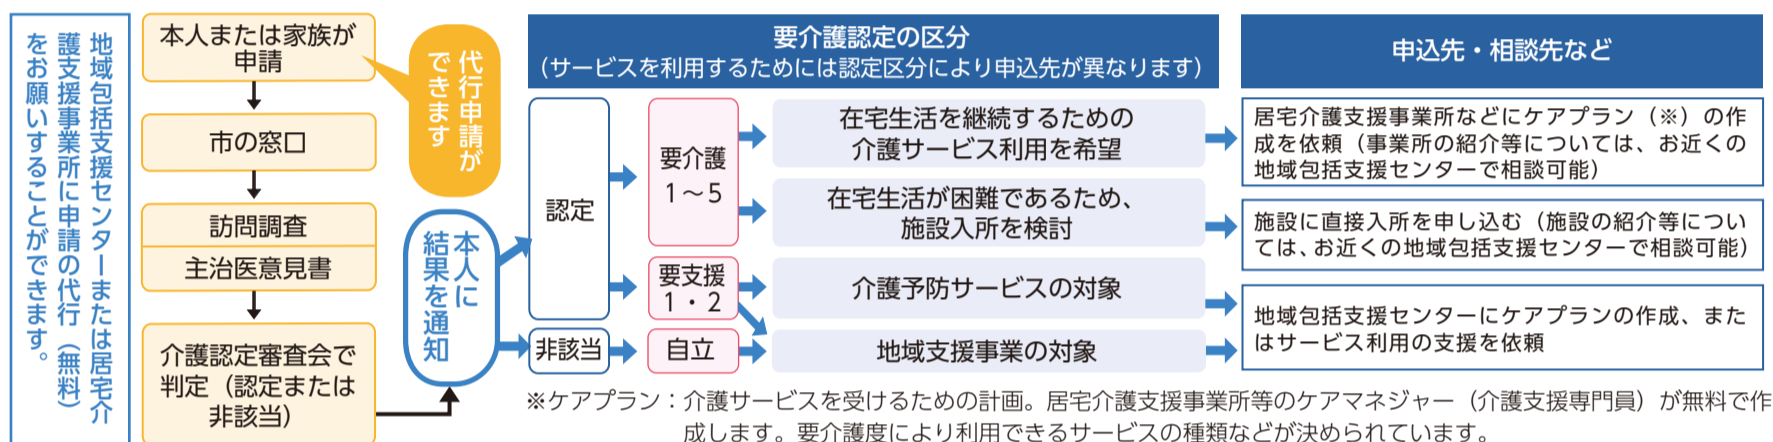 地域包括支援センターまたは居宅介
護支援事業所に申請の代行（無料）
をお願いすることができます。
本人または家族が
申請
代行申請が
できます
市の窓口
訪問調査
主治医意見書
介護認定審査会で
判定（認定または
非該当）
本人に
結果を通知
要介護認定の区分
（サービスを利用するためには認定区分により申込先が異なります）
申込先・相談先など
認定
要介護
1～5
在宅生活を継続するための
介護サービス利用を希望
居宅介護支援事業所などにケアプラン（※）の作
成を依頼（事業所の紹介等については、お近くの
地域包括支援センターで相談可能）
在宅生活が困難であるため、
施設入所を検討
施設に直接入所を申し込む（施設の紹介等につい
ては、お近くの地域包括支援センターで相談可能）
要支援
1・2
介護予防サービスの対象
非該当
自立
地域支援事業の対象
地域包括支援センターにケアプランの作成、また
はサービス利用の支援を依頼
※ケアプラン：介護サービスを受けるための計画。居宅介護支援事業所等のケアマネジャー（介護支援専門員）が無料で作
成します。要介護度により利用できるサービスの種類などが決められています。